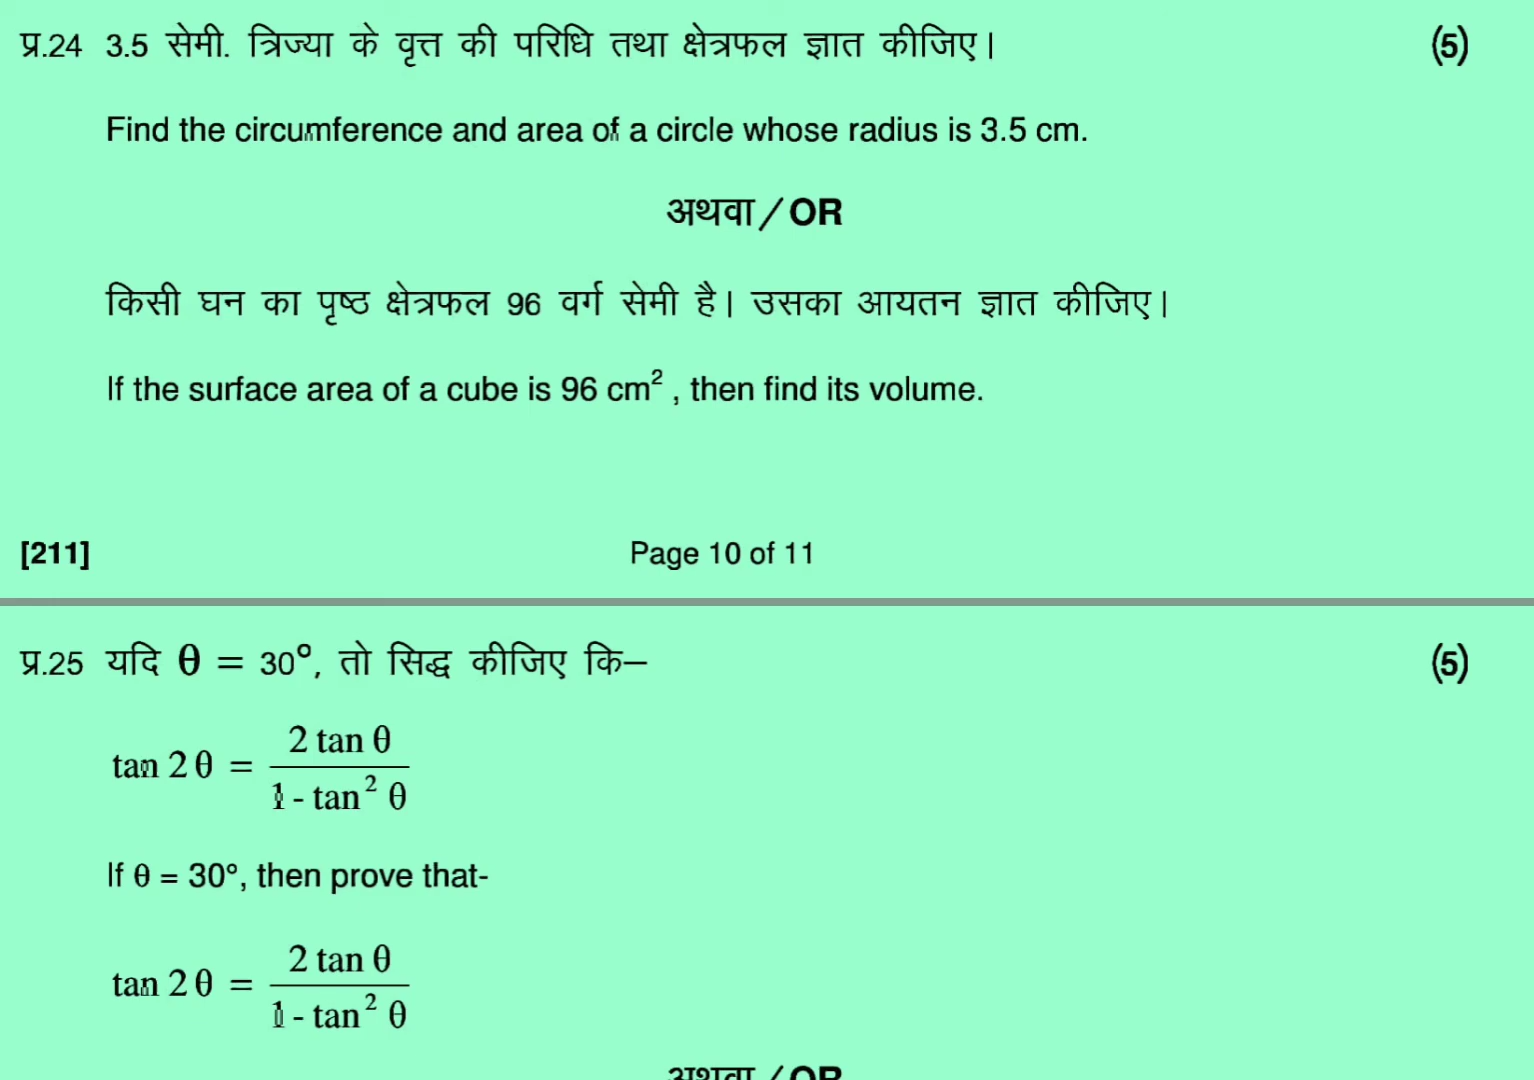 प्र.24 3.5 सेमी. त्रिज्या के वृत्त की परिधि तथा क्षेत्रफल ज्ञात कीजिए। (5)
Find the circumference and area of a circle whose radius is 3.5 cm.
अथवा/OR
किसी घन का पृष्ठ क्षेत्रफल 96 वर्ग सेमी है। उसका आयतन ज्ञात कीजिए।
If the surface area of a cube is 96 cm², then find its volume.
[211] Page 10 of 11
प्र.25 यदि θ = 30°, तो सिद्ध कीजिए कि– (5)
tan 2θ = 2 tan θ / 1 - tan² θ
If θ = 30°, then prove that-
tan 2θ = 2 tan θ / 1 - tan² θ
अथवा/OR